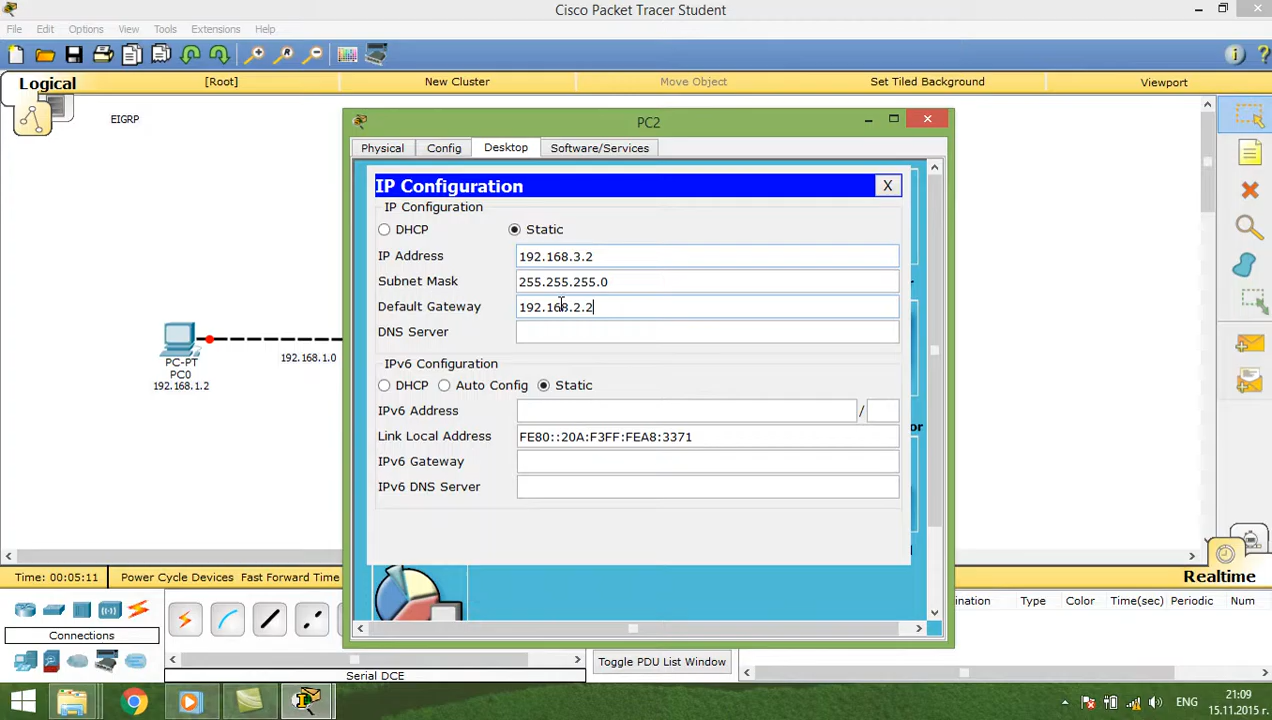 Cisco Packet Tracer Student
File Edit Options View Tools Extensions Help
Logical [Root] New Cluster Move Object Set Tiled Background Viewport
EIGRP
PC2
Physical Config Desktop Software/Services
IP Configuration X
IP Configuration
DHCP Static
IP Address 192.168.3.2
Subnet Mask 255.255.255.0
Default Gateway 192.168.2.2
DNS Server
IPv6 Configuration
DHCP Auto Config Static
IPv6 Address /
Link Local Address FE80::20A:F3FF:FEA8:3371
IPv6 Gateway
IPv6 DNS Server
PC-PT
PC0
192.168.1.2
192.168.1.0
or
Time: 00:05:11 Power Cycle Devices Fast Forward Time
Realtime
Connections
Serial DCE
Toggle PDU List Window
ination Type Color Time(sec) Periodic Num
ЕНГ
21:09
15.11.2015 г.